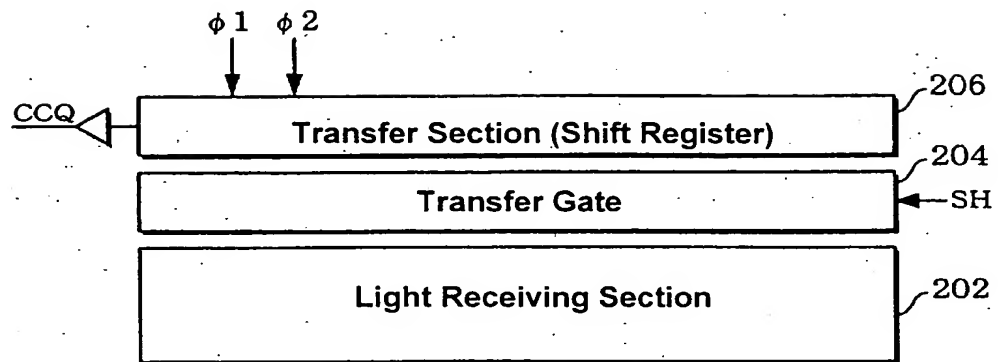 φ1 φ2
206
CCQ
Transfer Section (Shift Register)
204
Transfer Gate
SH
Light Receiving Section
202